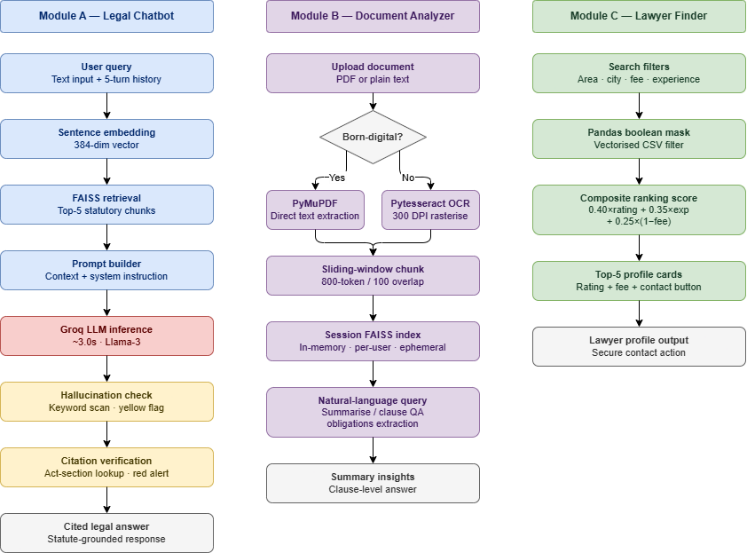 Module A — Legal Chatbot
User query
Text input + 5-turn history
Sentence embedding
384-dim vector
FAISS retrieval
Top-5 statutory chunks
Prompt builder
Context + system instruction
Groq LLM inference
~3.0s · Llama-3
Hallucination check
Keyword scan · yellow flag
Citation verification
Act-section lookup · red alert
Cited legal answer
Statute-grounded response
Module B — Document Analyzer
Upload document
PDF or plain text
Born-digital?
Yes
No
PyMuPDF
Direct text extraction
Pytesseract OCR
300 DPI rasterise
Sliding-window chunk
800-token / 100 overlap
Session FAISS index
In-memory · per-user · ephemeral
Natural-language query
Summarise / clause QA
obligations extraction
Summary insights
Clause-level answer
Module C — Lawyer Finder
Search filters
Area · city · fee · experience
Pandas boolean mask
Vectorised CSV filter
Composite ranking score
0.40×rating + 0.35×exp
+ 0.25×(1−fee)
Top-5 profile cards
Rating + fee + contact button
Lawyer profile output
Secure contact action